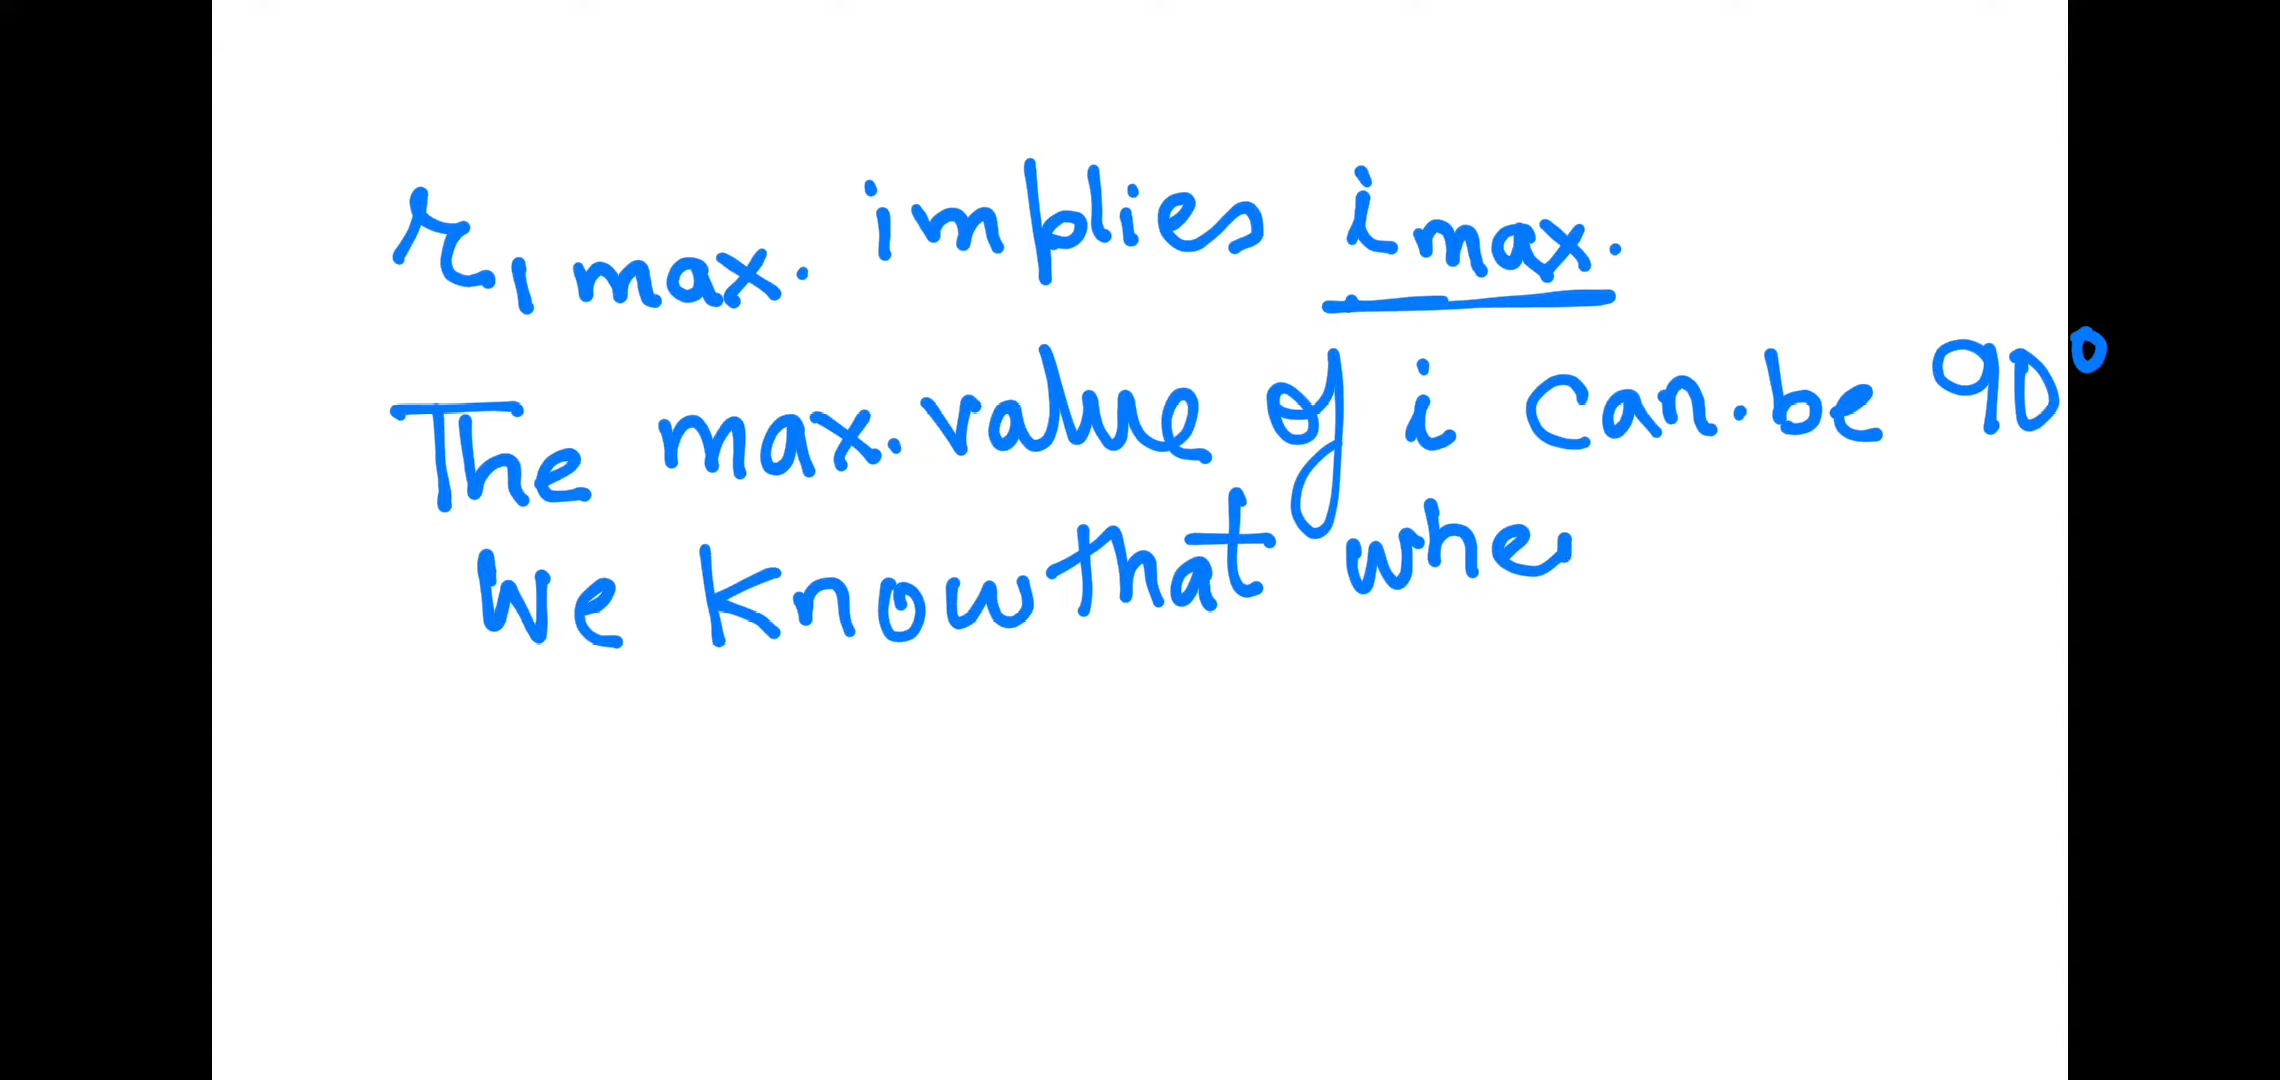 r₁ max. implies i max.
The max. value of i can. be 90°
We know that whe